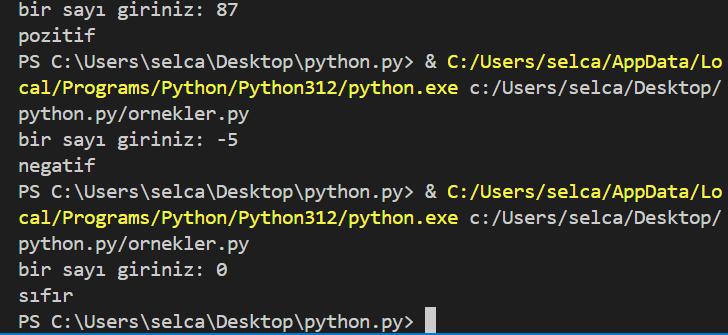 bir sayı giriniz: 87
pozitif
PS C:\Users\selca\Desktop\python.py> & C:/Users/selca/AppData/Lo
cal/Programs/Python/Python312/python.exe c:/Users/selca/Desktop/
python.py/ornekler.py
bir sayı giriniz: -5
negatif
PS C:\Users\selca\Desktop\python.py> & C:/Users/selca/AppData/Lo
cal/Programs/Python/Python312/python.exe c:/Users/selca/Desktop/
python.py/ornekler.py
bir sayı giriniz: 0
sıfır
PS C:\Users\selca\Desktop\python.py>